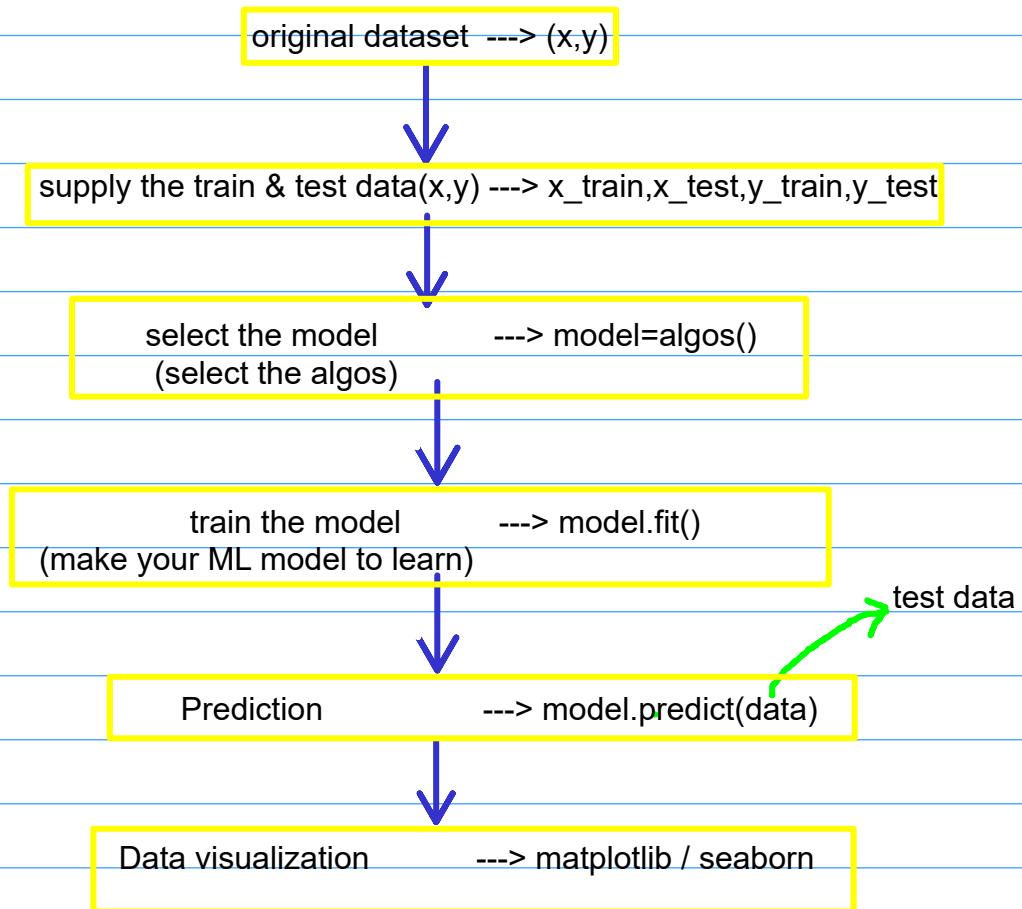 original dataset ---> (x,y)
supply the train & test data(x,y) ---> x_train,x_test,y_train,y_test
select the model ---> model=algos()
(select the algos)
train the model ---> model.fit()
(make your ML model to learn)
test data
Prediction ---> model.predict(data)
Data visualization ---> matplotlib / seaborn